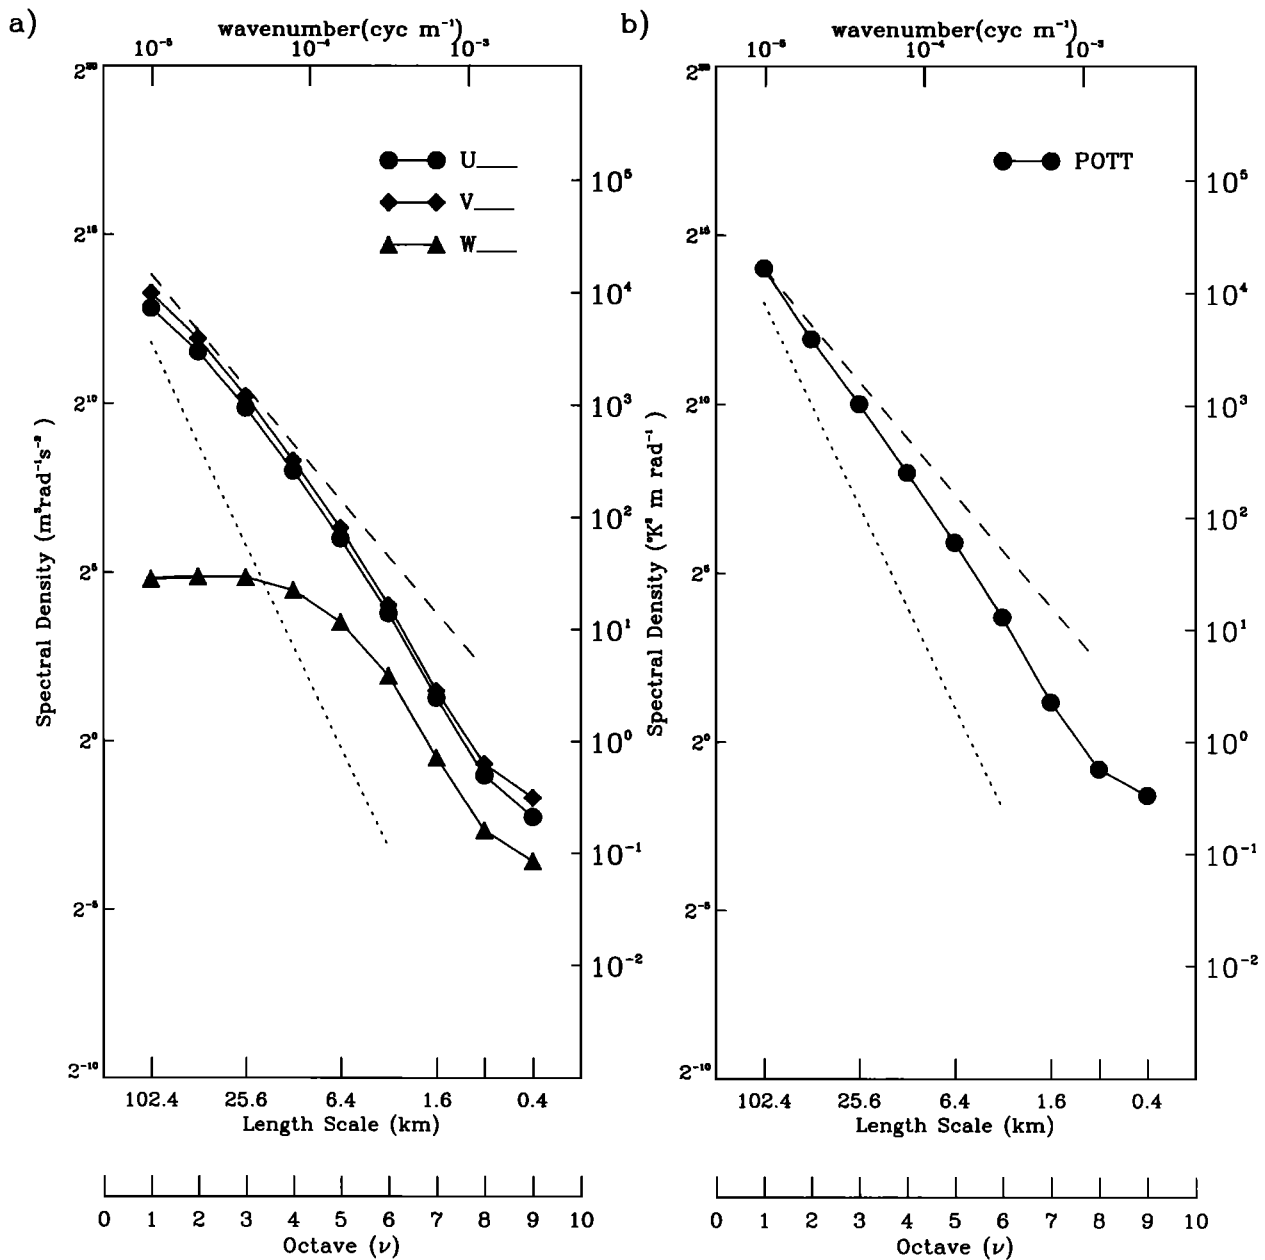 a)
wavenumber(cyc m⁻¹)
10⁻⁵ 10⁻⁴ 10⁻³
2²⁰
2¹⁵
2¹⁰
2⁵
2⁰
2⁻⁵
2⁻¹⁰
Spectral Density (m³rad⁻¹s⁻²)
U
V
W
10⁵
10⁴
10³
10²
10¹
10⁰
10⁻¹
10⁻²
102.4 25.6 6.4 1.6 0.4
Length Scale (km)
0 1 2 3 4 5 6 7 8 9 10
Octave (ν)
b)
wavenumber(cyc m⁻¹)
10⁻⁵ 10⁻⁴ 10⁻³
2²⁰
2¹⁵
2¹⁰
2⁵
2⁰
2⁻⁵
2⁻¹⁰
Spectral Density (°K² m rad⁻¹)
POTT
10⁵
10⁴
10³
10²
10¹
10⁰
10⁻¹
10⁻²
102.4 25.6 6.4 1.6 0.4
Length Scale (km)
0 1 2 3 4 5 6 7 8 9 10
Octave (ν)